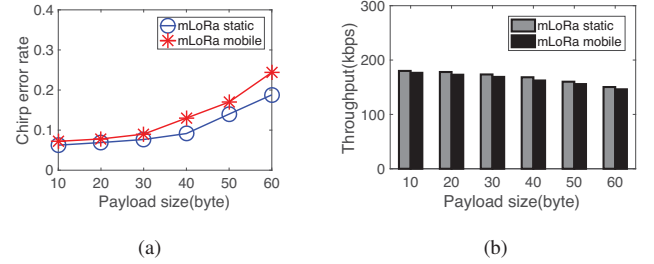 0.4
0.3
0.2
0.1
0
Chirp error rate
mLoRa static
mLoRa mobile
10 20 30 40 50 60
Payload size(byte)
(a)
300
200
100
0
Throughput(kbps)
mLoRa static
mLoRa mobile
10 20 30 40 50 60
Payload size(byte)
(b)